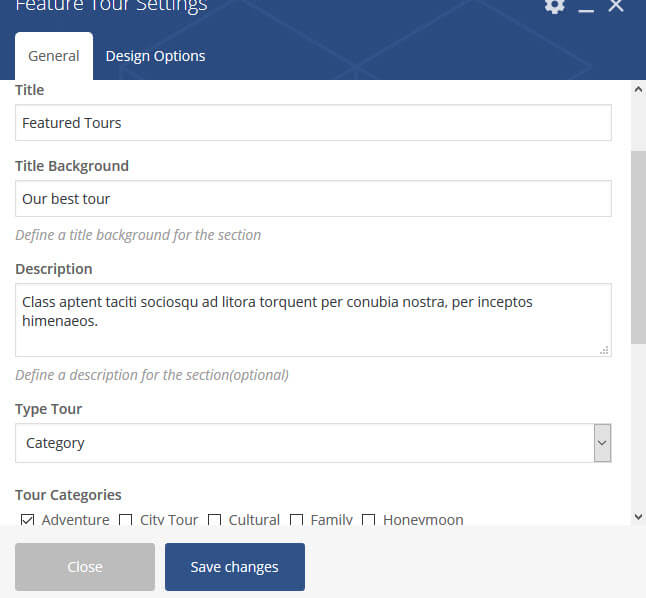 Feature Tour Settings
General Design Options
Title
Featured Tours
Title Background
Our best tour
Define a title background for the section
Description
Class aptent taciti sociosqu ad litora torquent per conubia nostra, per inceptos
himenaeos.
Define a description for the section(optional)
Type Tour
Category
Tour Categories
Adventure City Tour Cultural Family Honeymoon
Close Save changes